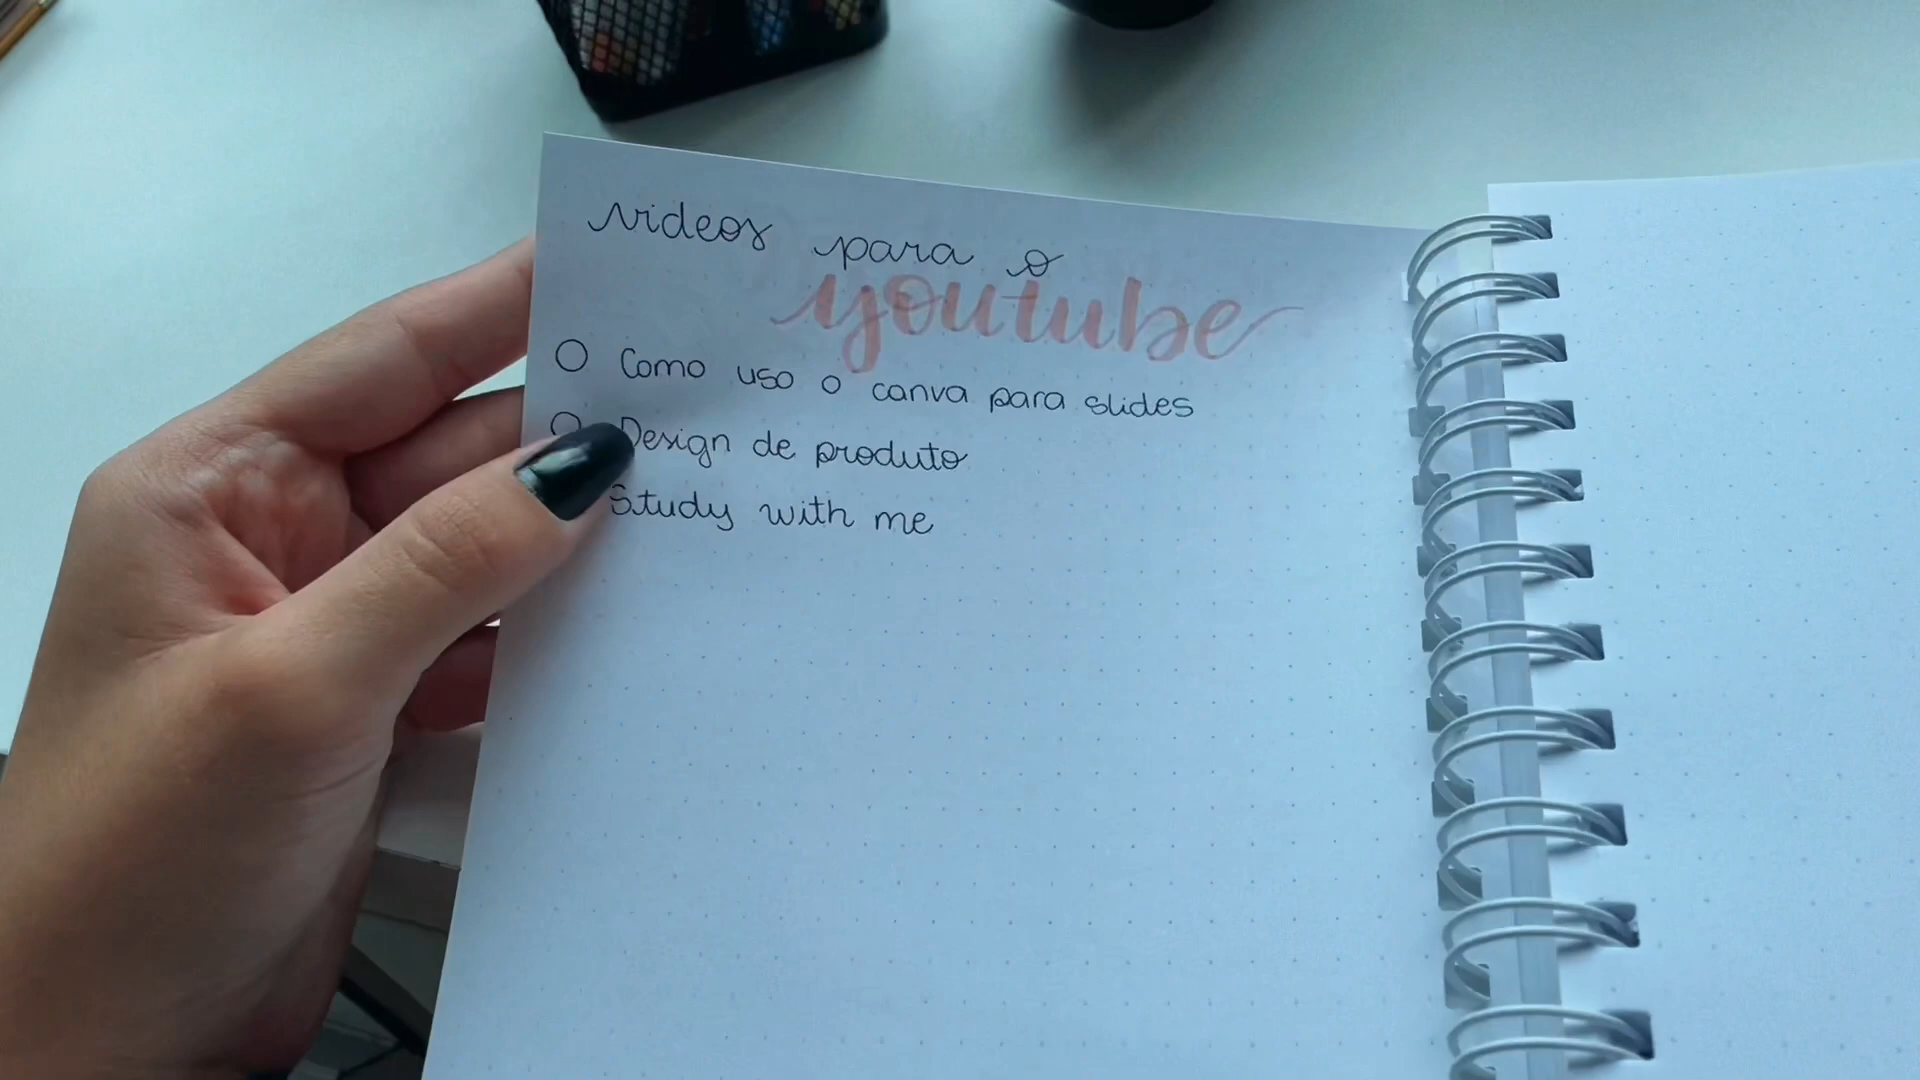 videos para o
youtube
O Como uso o canva para slides
O Design de produto
Study with me